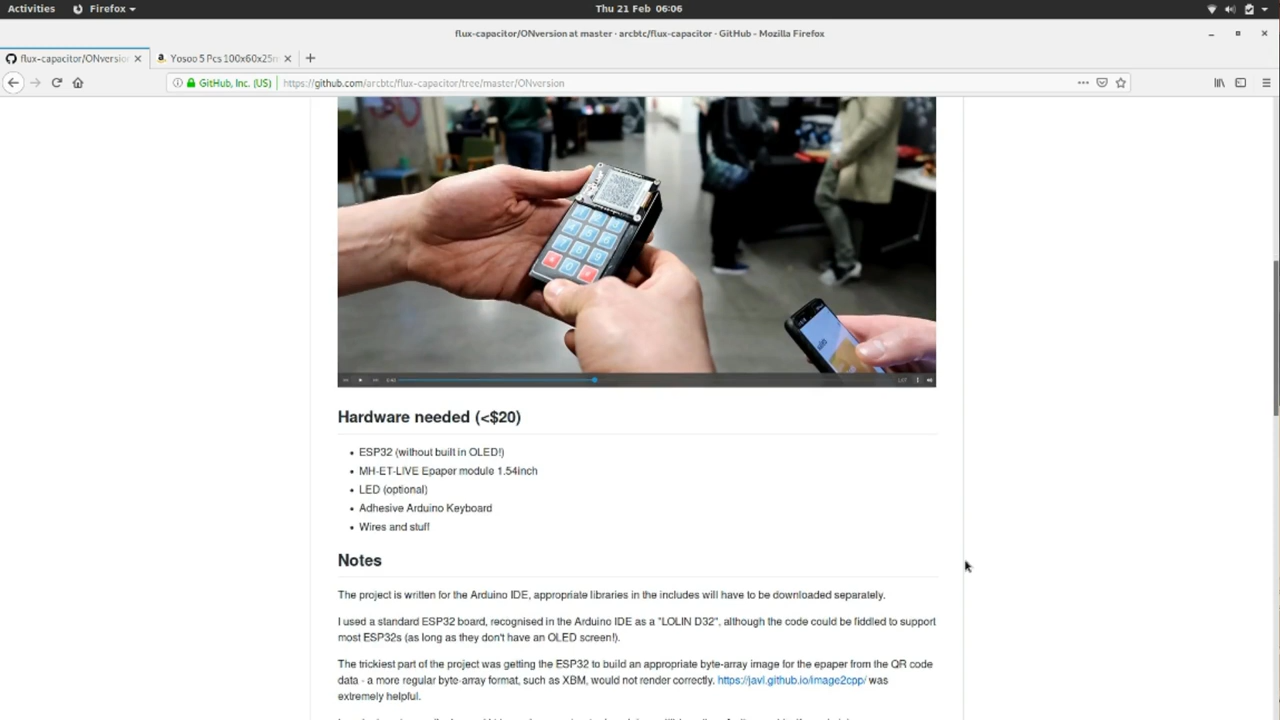 Activities Firefox Thu 21 Feb 06:06
flux-capacitor/ONversion at master · arcbtc/flux-capacitor · GitHub - Mozilla Firefox
flux-capacitor/ONversion Yosoo 5 Pcs 100x60x25m
GitHub, Inc. (US) https://github.com/arcbtc/flux-capacitor/tree/master/ONversion
Hardware needed (<$20)
• ESP32 (without built in OLED!)
• MH-ET-LIVE Epaper module 1.54inch
• LED (optional)
• Adhesive Arduino Keyboard
• Wires and stuff
Notes
The project is written for the Arduino IDE, appropriate libraries in the includes will have to be downloaded separately.
I used a standard ESP32 board, recognised in the Arduino IDE as a "LOLIN D32", although the code could be fiddled to support
most ESP32s (as long as they don't have an OLED screen!).
The trickiest part of the project was getting the ESP32 to build an appropriate byte-array image for the epaper from the QR code
data - a more regular byte-array format, such as XBM, would not render correctly. https://javl.github.io/image2cpp/ was
extremely helpful.